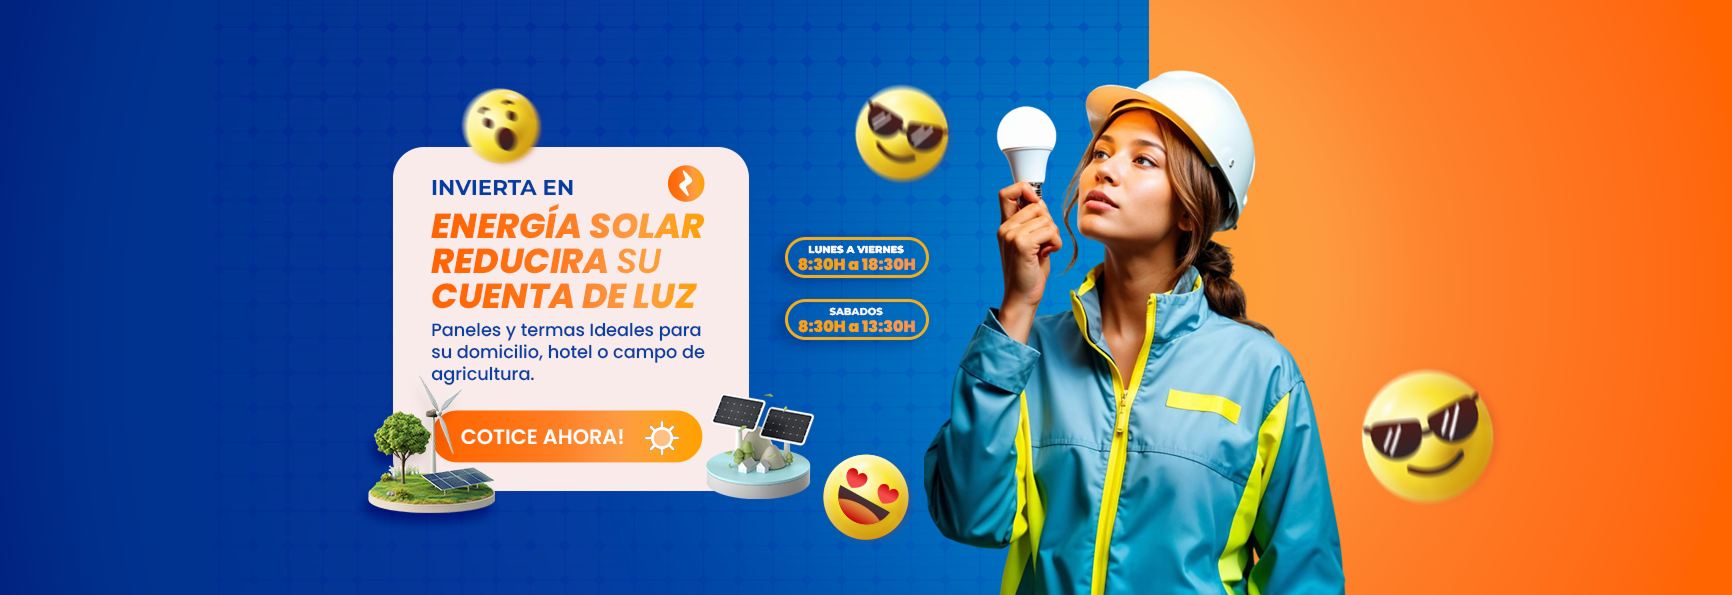 INVIERTA EN
ENERGÍA SOLAR
REDUCIRA SU
CUENTA DE LUZ
Paneles y termas Ideales para
su domicilio, hotel o campo de
agricultura.
COTICE AHORA!
LUNES A VIERNES
8:30H a 18:30H
SABADOS
8:30H a 13:30H